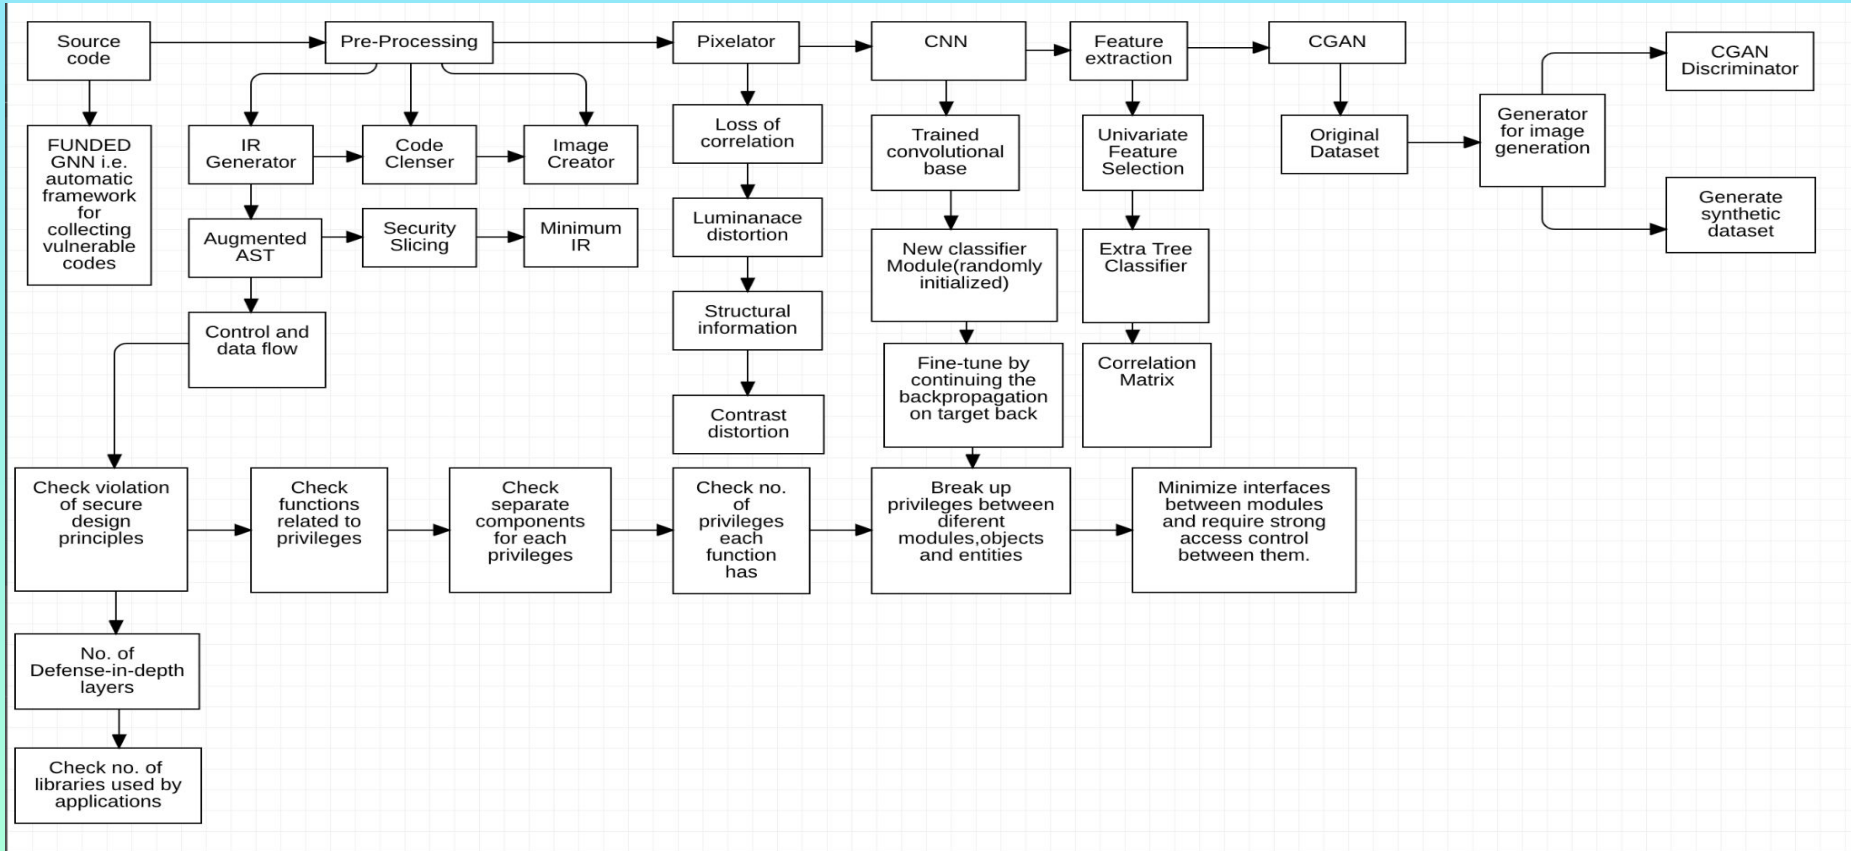 Source
code
Pre-Processing
Pixelator
CNN
Feature
extraction
CGAN
CGAN
Discriminator
FUNDED
GNN i.e.
automatic
framework
for
collecting
vulnerable
codes
IR
Generator
Code
Clenser
Image
Creator
Loss of
correlation
Trained
convolutional
base
Univariate
Feature
Selection
Original
Dataset
Generator
for image
generation
Generate
synthetic
dataset
Augmented
AST
Security
Slicing
Minimum
IR
Luminanace
distortion
New classifier
Module(randomly
initialized)
Extra Tree
Classifier
Control and
data flow
Structural
information
Fine-tune by
continuing the
backpropagation
on target back
Correlation
Matrix
Contrast
distortion
Check violation
of secure
design
principles
Check
functions
related to
privileges
Check
separate
components
for each
privileges
Check no.
of
privileges
each
function
has
Break up
privileges between
diferent
modules,objects
and entities
Minimize interfaces
between modules
and require strong
access control
between them.
No. of
Defense-in-depth
layers
Check no. of
libraries used by
applications